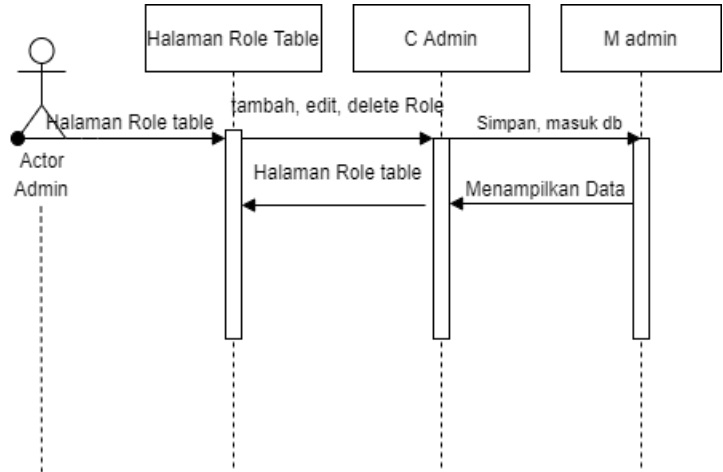 Halaman Role Table
C Admin
M admin
Halaman Role table
tambah, edit, delete Role
Simpan, masuk db
Actor
Admin
Halaman Role table
Menampilkan Data